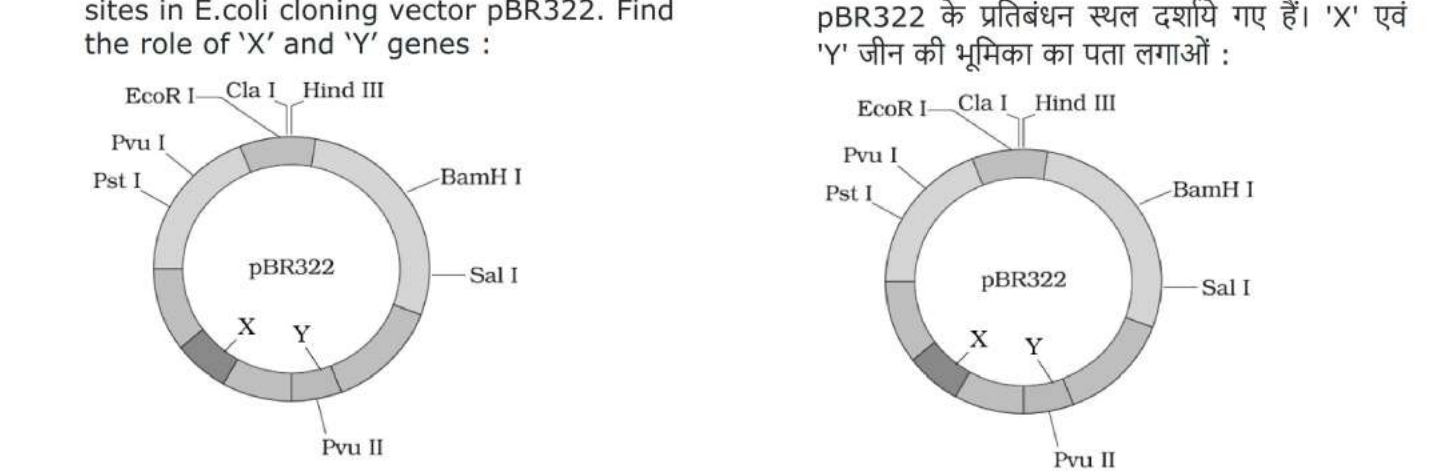 sites in E.coli cloning vector pBR322. Find
the role of ‘X’ and ‘Y’ genes :
EcoR I
Cla I
Hind III
Pvu I
Pst I
BamH I
pBR322
Sal I
X
Y
Pvu II
pBR322 के प्रतिबंधन स्थल दर्शाये गए हैं। 'X' एवं
'Y' जीन की भूमिका का पता लगाओं :
EcoR I
Cla I
Hind III
Pvu I
Pst I
BamH I
pBR322
Sal I
X
Y
Pvu II